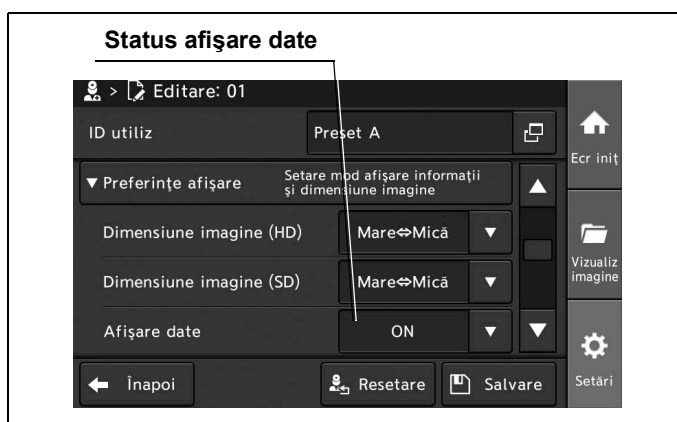 Status afişare date
> Editare: 01
ID utiliz
Preset A
▼ Preferinţe afişare
Setare mod afişare informaţii
şi dimensiune imagine
▲
Dimensiune imagine (HD)
Mare⇔Mică ▼
Dimensiune imagine (SD)
Mare⇔Mică ▼
Afişare date
ON ▼
▼
Înapoi
Resetare
Salvare
Ecr iniţ
Vizualiz
imagine
Setări